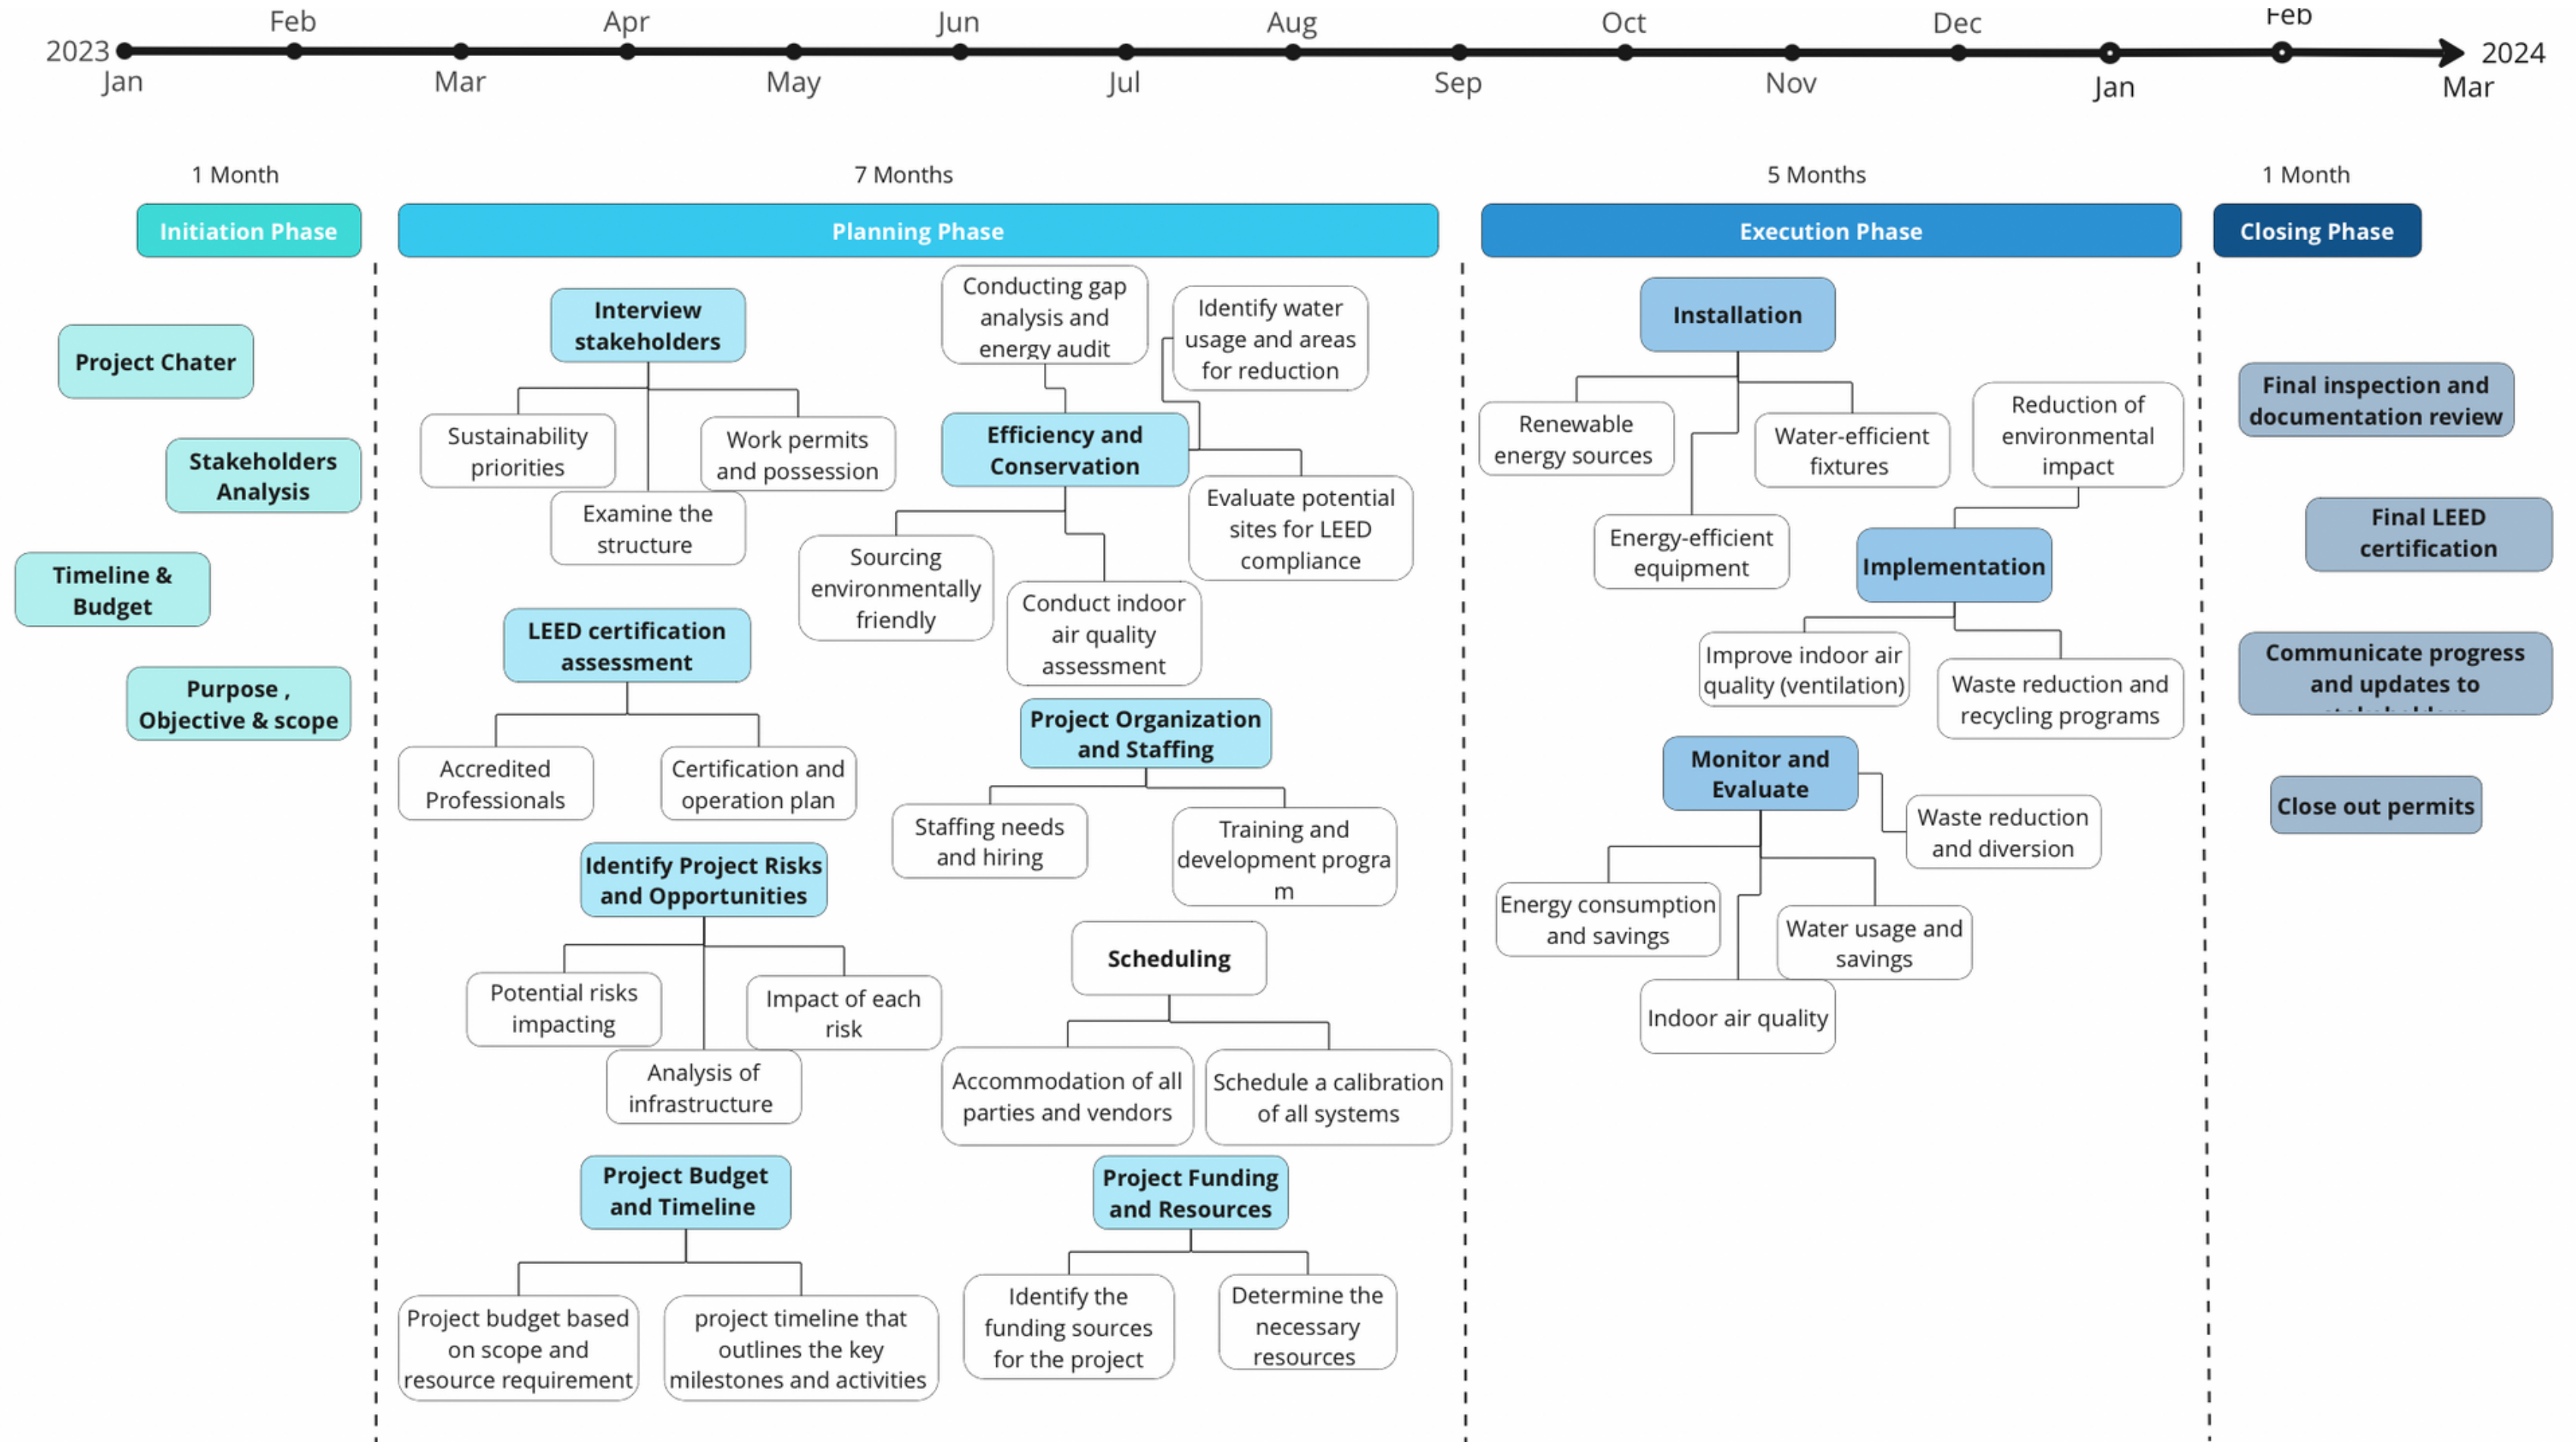 Feb
Apr
Jun
Aug
Oct
Dec
Feb
2023
2024
Jan
Mar
May
Jul
Sep
Nov
Jan
Mar
1 Month
7 Months
5 Months
1 Month
Initiation Phase
Planning Phase
Execution Phase
Closing Phase
Project Chater
Stakeholders
Analysis
Timeline &
Budget
Purpose ,
Objective & scope
Interview
stakeholders
Sustainability
priorities
Work permits
and possession
Examine the
structure
LEED certification
assessment
Accredited
Professionals
Certification and
operation plan
Identify Project Risks
and Opportunities
Potential risks
impacting
Impact of each
risk
Analysis of
infrastructure
Project Budget
and Timeline
Project budget based
on scope and
resource requirement
project timeline that
outlines the key
milestones and activities
Conducting gap
analysis and
energy audit
Identify water
usage and areas
for reduction
Efficiency and
Conservation
Evaluate potential
sites for LEED
compliance
Sourcing
environmentally
friendly
Conduct indoor
air quality
assessment
Project Organization
and Staffing
Staffing needs
and hiring
Training and
development progra
m
Scheduling
Accommodation of all
parties and vendors
Schedule a calibration
of all systems
Project Funding
and Resources
Identify the
funding sources
for the project
Determine the
necessary
resources
Installation
Renewable
energy sources
Water-efficient
fixtures
Energy-efficient
equipment
Reduction of
environmental
impact
Implementation
Improve indoor air
quality (ventilation)
Waste reduction and
recycling programs
Monitor and
Evaluate
Waste reduction
and diversion
Energy consumption
and savings
Water usage and
savings
Indoor air quality
Final inspection and
documentation review
Final LEED
certification
Communicate progress
and updates to
Close out permits